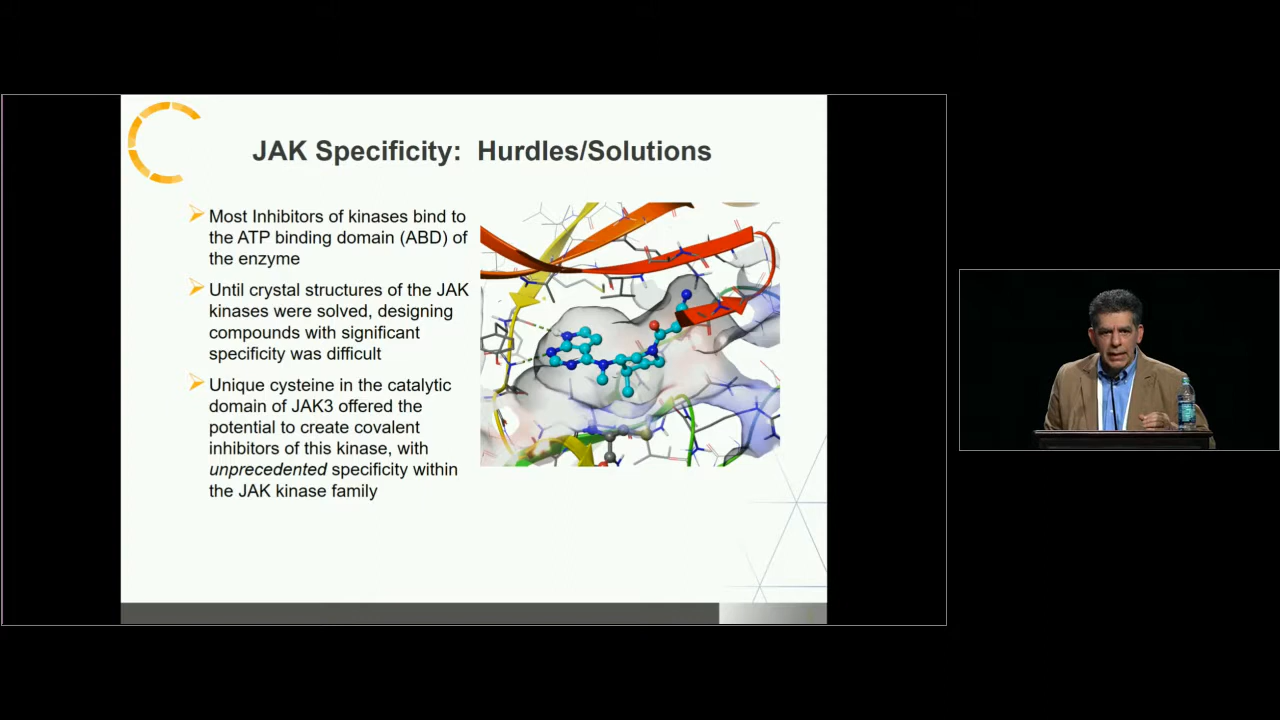 JAK Specificity: Hurdles/Solutions
Most Inhibitors of kinases bind to
the ATP binding domain (ABD) of
the enzyme
Until crystal structures of the JAK
kinases were solved, designing
compounds with significant
specificity was difficult
Unique cysteine in the catalytic
domain of JAK3 offered the
potential to create covalent
inhibitors of this kinase, with
unprecedented specificity within
the JAK kinase family